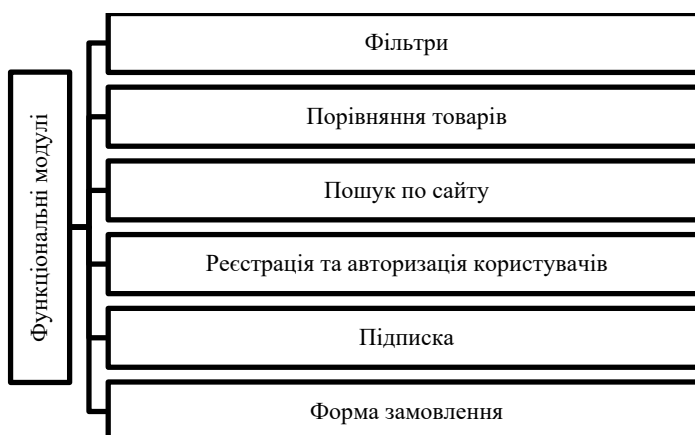 Функціональні модулі
Фільтри
Порівняння товарів
Пошук по сайту
Реєстрація та авторизація користувачів
Підписка
Форма замовлення